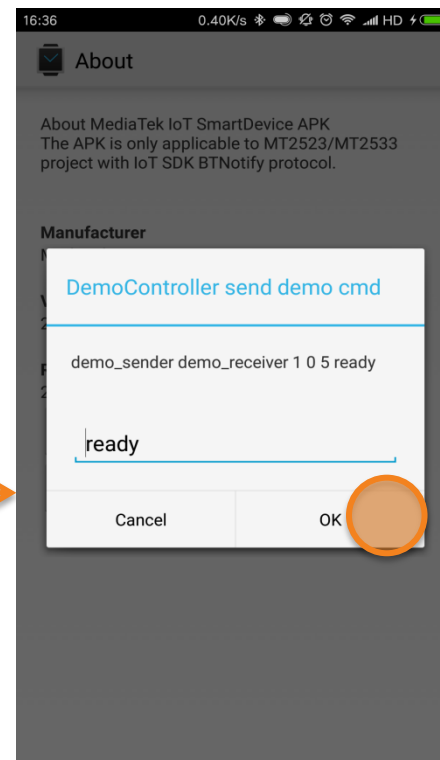 16:36 0.40K/s HD
About
About MediaTek IoT SmartDevice APK
The APK is only applicable to MT2523/MT2533
project with IoT SDK BTNotify protocol.
Manufacturer
DemoController send demo cmd
demo_sender demo_receiver 1 0 5 ready
ready
Cancel OK